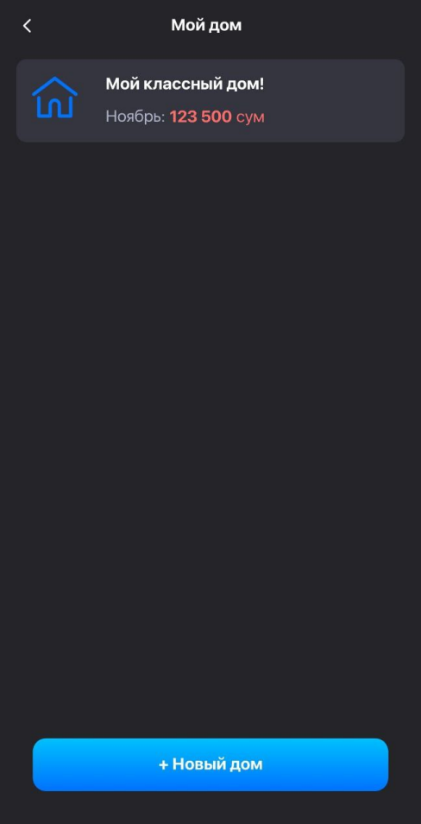 Мой дом
Мой классный дом!
Ноябрь: 123 500 сум
+ Новый дом